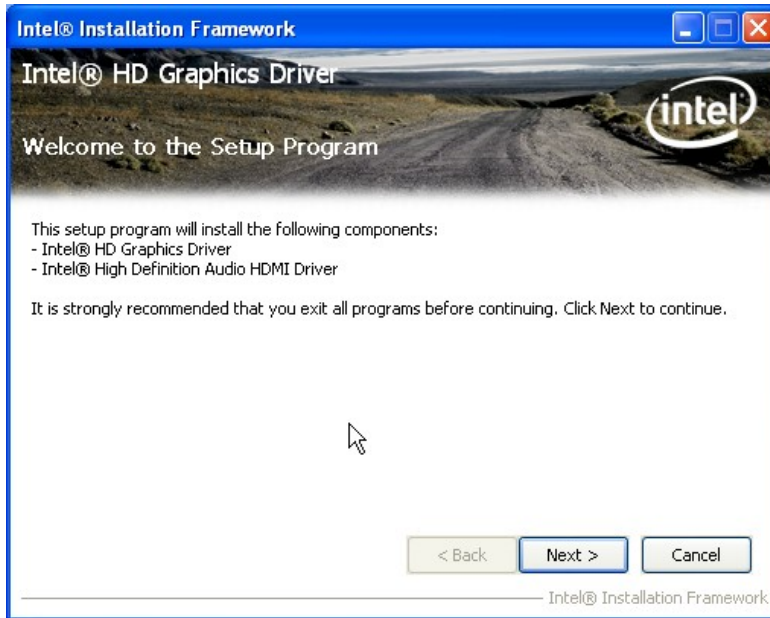 Intel® Installation Framework
Intel® HD Graphics Driver
intel
Welcome to the Setup Program
This setup program will install the following components:
- Intel® HD Graphics Driver
- Intel® High Definition Audio HDMI Driver
It is strongly recommended that you exit all programs before continuing. Click Next to continue.
< Back
Next >
Cancel
Intel® Installation Framework